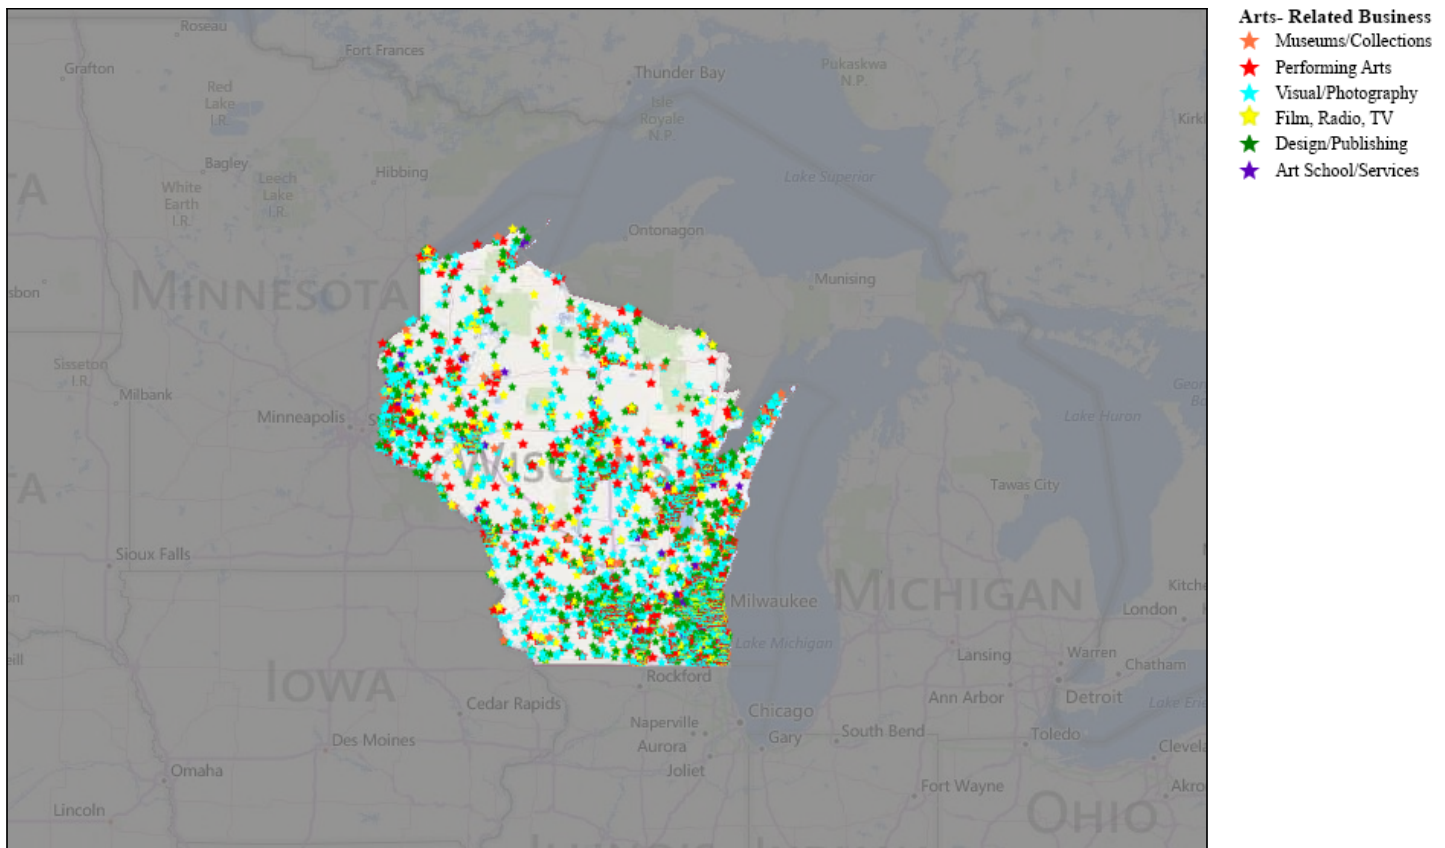 Arts- Related Business
Museums/Collections
Performing Arts
Visual/Photography
Film, Radio, TV
Design/Publishing
Art School/Services
Roseau
Fort Frances
Grafton
Thunder Bay
Pukaskwa
N.P.
Red
Lake
I.R.
Isle
Royale
N.P.
Bagley
Hibbing
Leech
Lake
I.R.
White
Earth
I.R.
Lake Superior
Ontonagon
Munising
MINNESOTA
Sisseton
I.R.
Milbank
Minneapolis
Lake Huron
WISCONSIN
Tawas City
Sioux Falls
MICHIGAN
Milwaukee
London
Lake Michigan
Lansing
Warren
Chatham
IOWA
Rockford
Ann Arbor
Detroit
Cedar Rapids
Chicago
Naperville
Gary
South Bend
Toledo
Des Moines
Aurora
Joliet
Omaha
Fort Wayne
Lincoln
OHIO